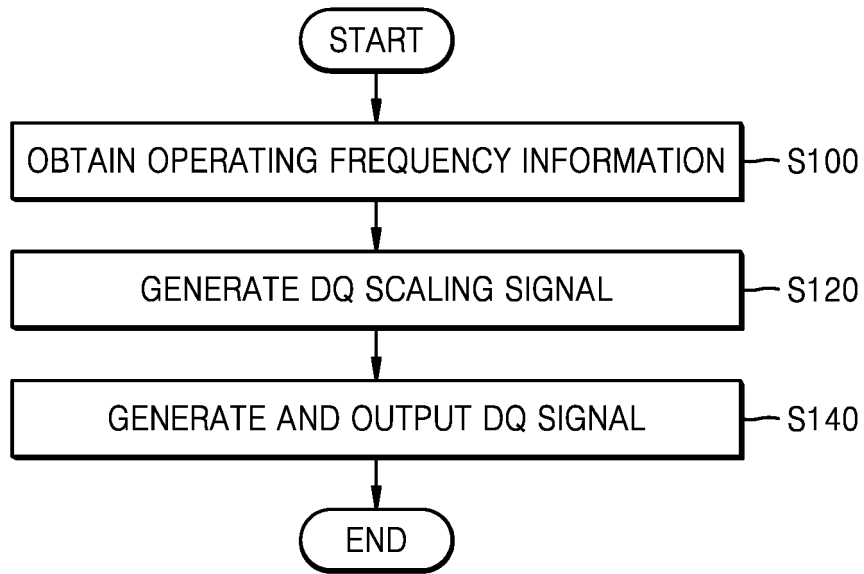 START
OBTAIN OPERATING FREQUENCY INFORMATION S100
GENERATE DQ SCALING SIGNAL S120
GENERATE AND OUTPUT DQ SIGNAL S140
END